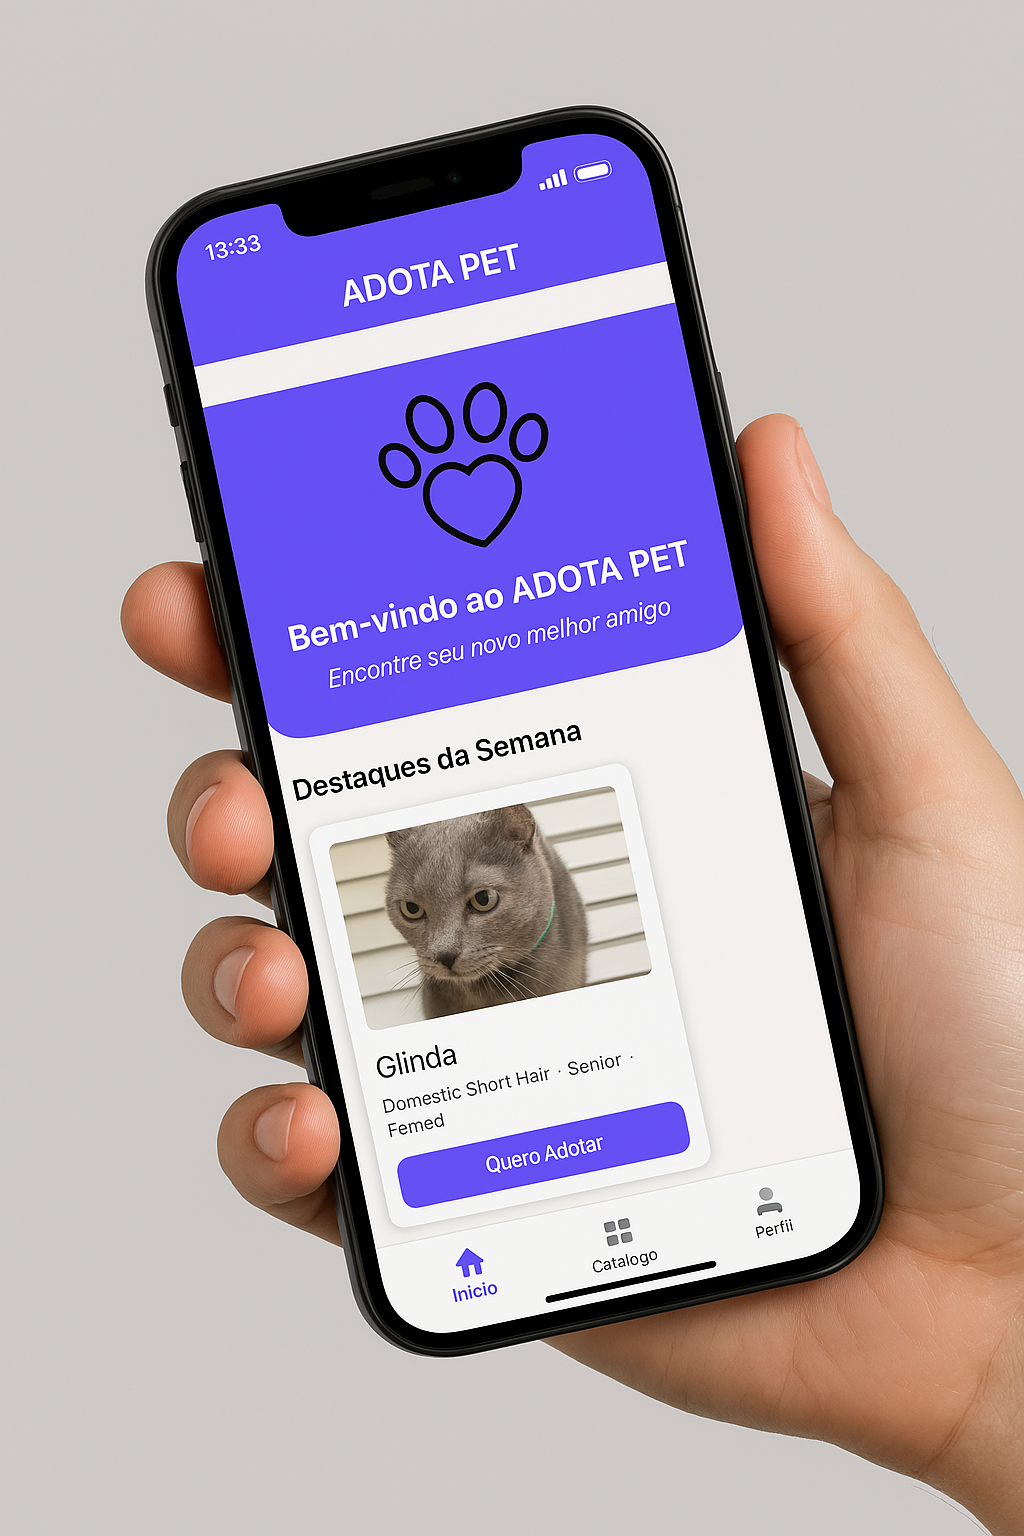 13:33
ADOTA PET
Bem-vindo ao ADOTA PET
Encontre seu novo melhor amigo
Destaques da Semana
Glinda
Domestic Short Hair · Senior ·
Femed
Quero Adotar
Inicio
Catalogo
Perfii